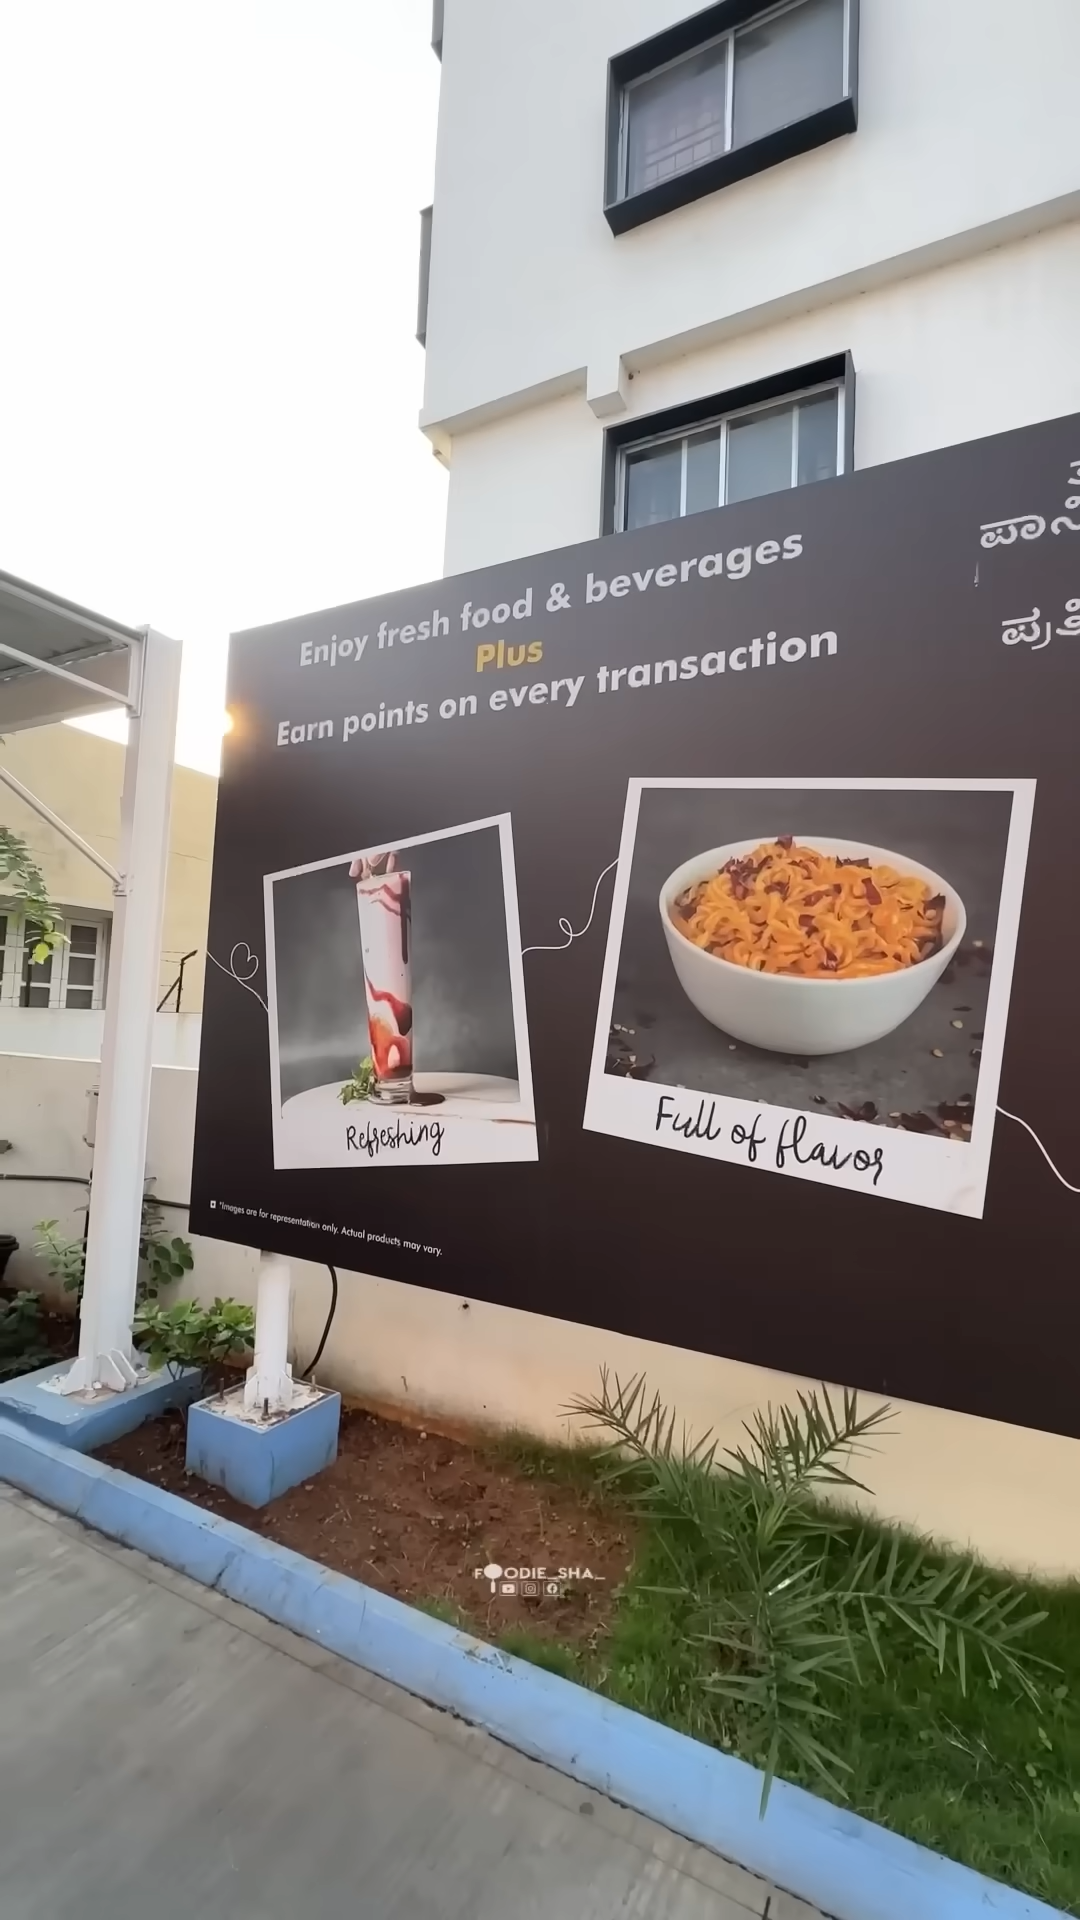 Enjoy fresh food & beverages
Plus
Earn points on every transaction
Refreshing
Full of flavor
*Images are for representation only. Actual products may vary.
FOODIE_SHA_